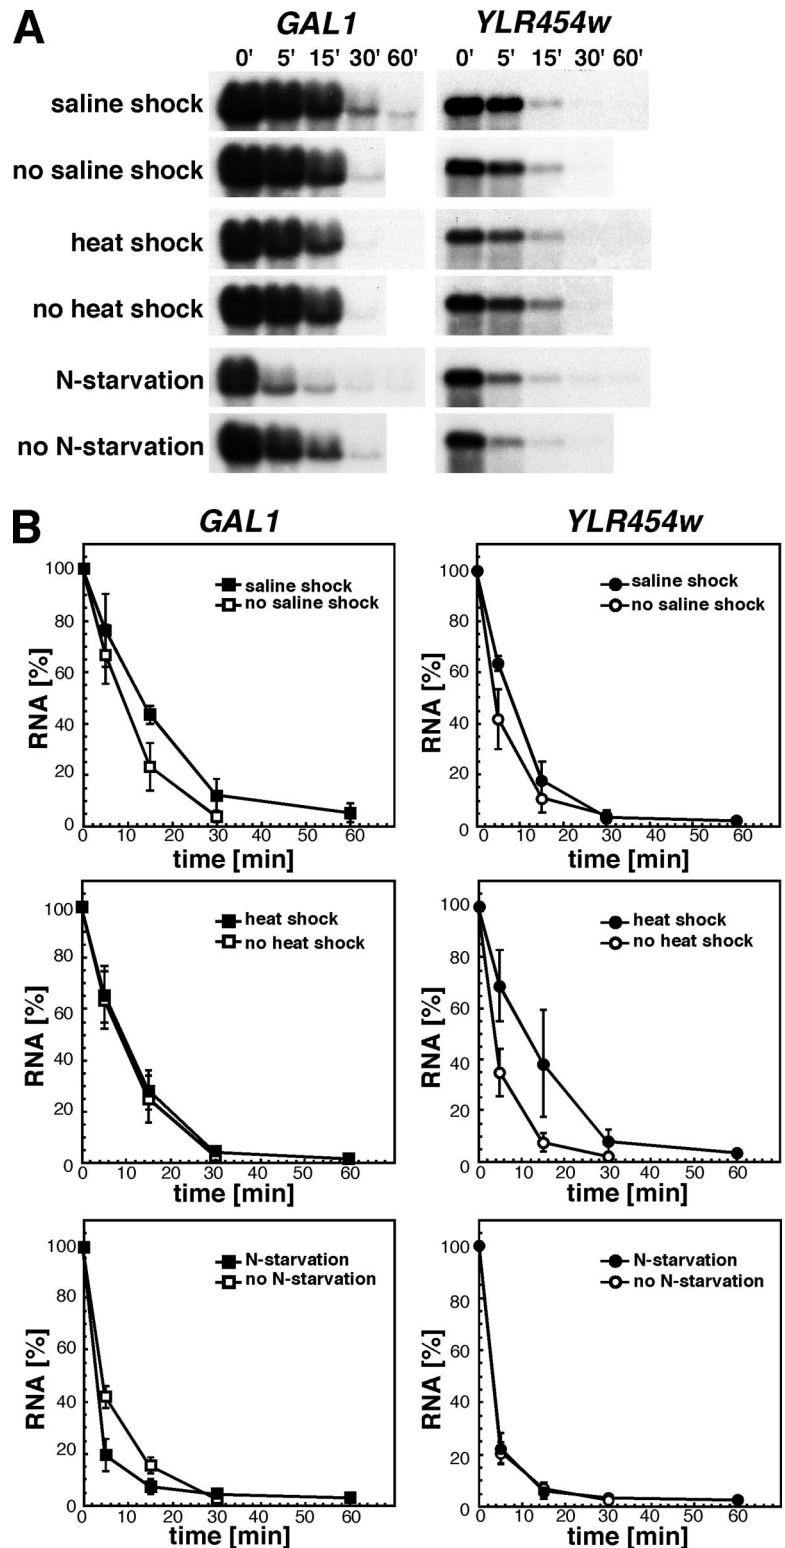 A
GAL1 YLR454w
0' 5' 15' 30' 60' 0' 5' 15' 30' 60'
saline shock
no saline shock
heat shock
no heat shock
N-starvation
no N-starvation
B
GAL1 YLR454w
RNA [%]
100
80
60
40
20
0
saline shock
no saline shock
0 10 20 30 40 50 60
time [min]
RNA [%]
100
80
60
40
20
0
saline shock
no saline shock
0 10 20 30 40 50 60
time [min]
RNA [%]
100
80
60
40
20
0
heat shock
no heat shock
0 10 20 30 40 50 60
time [min]
RNA [%]
100
80
60
40
20
0
heat shock
no heat shock
0 10 20 30 40 50 60
time [min]
RNA [%]
100
80
60
40
20
0
N-starvation
no N-starvation
0 10 20 30 40 50 60
time [min]
RNA [%]
100
80
60
40
20
0
N-starvation
no N-starvation
0 10 20 30 40 50 60
time [min]